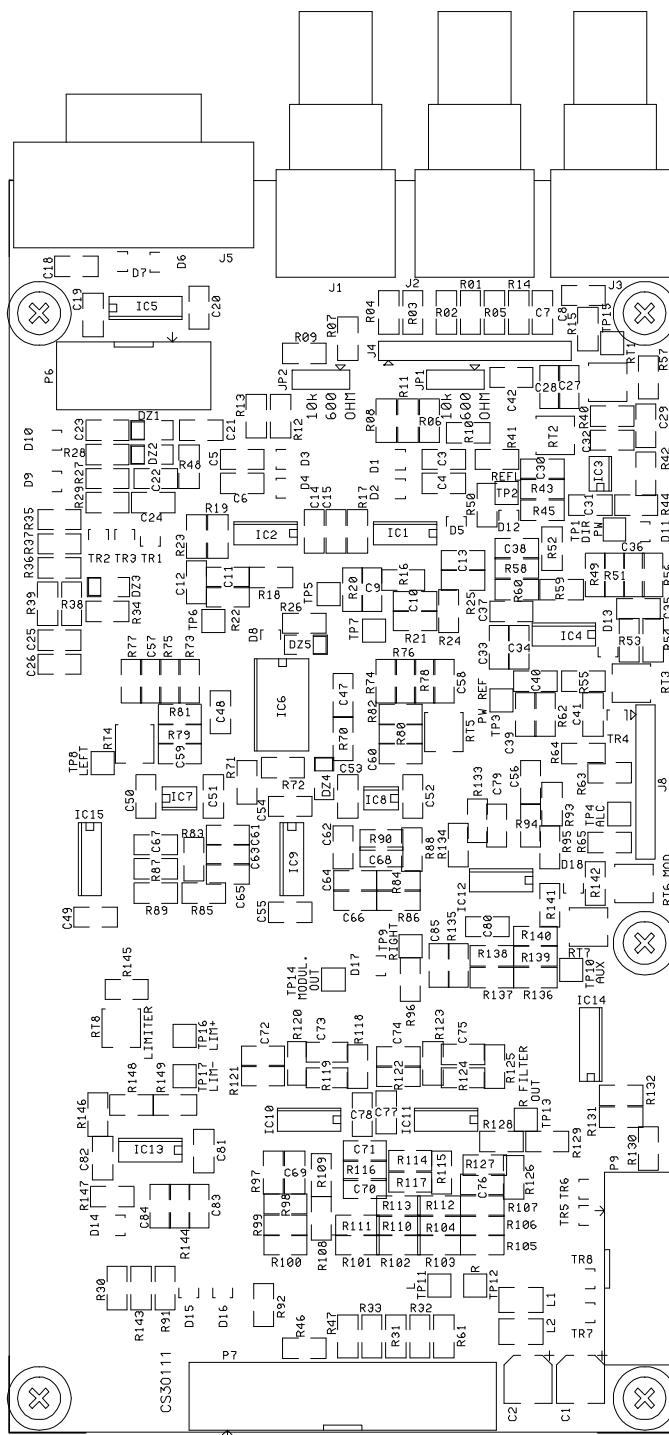 J5
J1
J2
J3
C18
D7
D6
C19
IC5
C20
R04
R03
R01
R02
R05
R14
C7
C8
R15
TP15
R07
R09
J4
RT1
R57
P6
JP2
JP1
10k
600
OHM
10k
600
OHM
R11
C42
C28
C27
DZ1
R13
R12
R08
R06
R10
R41
RT2
R40
C32
C29
D10
C23
C21
R28
DZ2
C5
D3
D1
C3
IC3
R42
D9
R27
C22
R48
C6
D4
D2
C4
REFL
TP2
C30
R43
R29
C24
R50
R45
C31
R44
R35
R19
C14
C15
R17
D5
D12
TP1
DIR
PW
D11
R37
TR2
TR3
TR1
R23
IC2
IC1
C38
R52
C36
R36
R58
R49
R51
R56
R39
R38
DZ3
C12
C11
R18
TP5
R20
C9
R16
C13
R60
R59
R34
TP6
R22
R26
C10
R25
C37
D13
C35
C25
D8
DZ5
TP7
R21
R24
IC4
R53
R54
C26
C33
C34
R77
C57
R75
R73
IC6
R74
R76
R78
C58
C47
PW REF
TP3
C40
R55
RT3
R81
C48
R82
R80
RT5
C39
R62
C41
TR4
RT4
R79
C59
R70
C60
R64
J8
TP8
LEFT
R71
R72
DZ4
C53
R63
C50
IC7
C51
C54
IC8
C52
R133
C79
C56
R93
TP4
ALC
IC15
C67
R83
C61
C63
IC9
C62
R90
C68
R88
R134
R94
R95
R65
R87
C65
C64
R84
IC12
D18
R142
RT6
MOD
R89
R85
C66
R86
C49
C55
R141
TP9
RIGHT
C85
R135
C80
R140
RT7
R138
R139
TP10
AUX
R145
TP14
MODUL.
OUT
D17
R96
R137
R136
RT8
LIMITER
TP16
LIM+
IC14
TP17
LIM-
C72
R120
C73
R118
C74
R123
C75
R121
R119
R122
R124
R125
R FILTER
OUT
R148
R149
R132
R146
IC10
C78
C77
IC11
TP13
R131
R128
R129
R130
C82
IC13
C81
C71
R114
P9
R97
C69
R109
R116
R117
R115
R127
R126
R147
R98
C70
C76
TR5
TR6
D14
C84
C83
R99
R113
R112
R107
R144
R111
R110
R104
R106
R100
R108
R101
R102
R103
R105
TR8
L
TP11
R
TP12
R30
R143
R91
D15
D16
R92
L1
R47
R33
R31
R32
R61
L2
TR7
R46
P7
CS30111
C2
C1